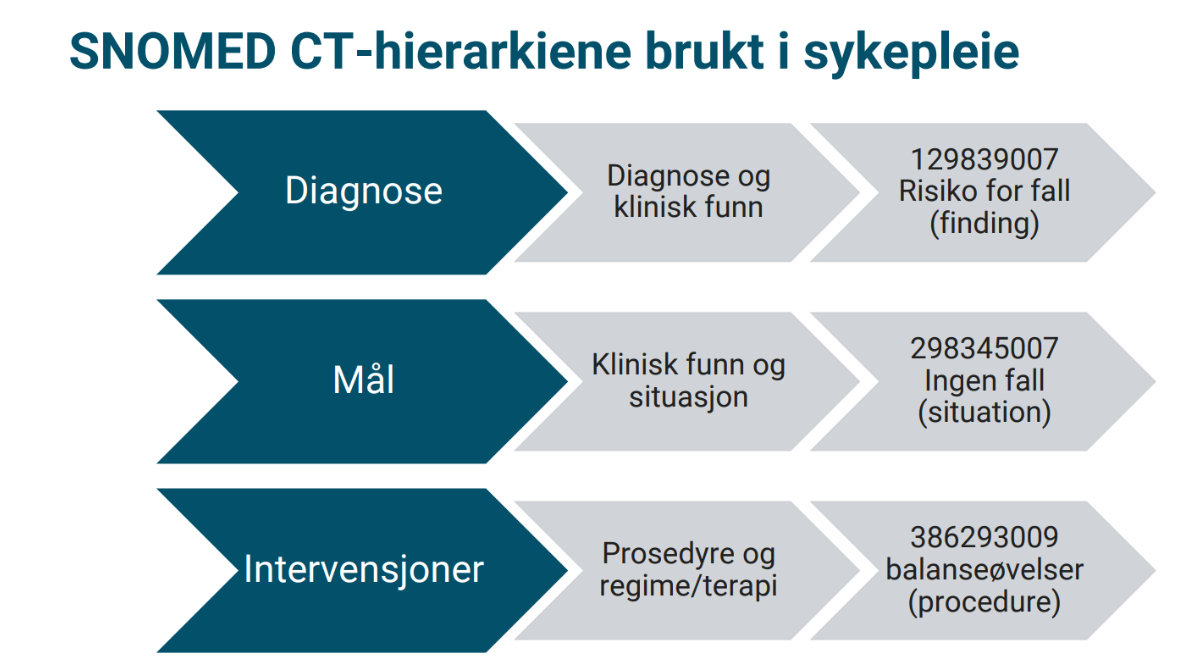 SNOMED CT-hierarkiene brukt i sykepleie
Diagnose
Diagnose og
klinisk funn
129839007
Risiko for fall
(finding)
Mål
Klinisk funn og
situasjon
298345007
Ingen fall
(situation)
Intervensjoner
Prosedyre og
regime/terapi
386293009
balanseøvelser
(procedure)